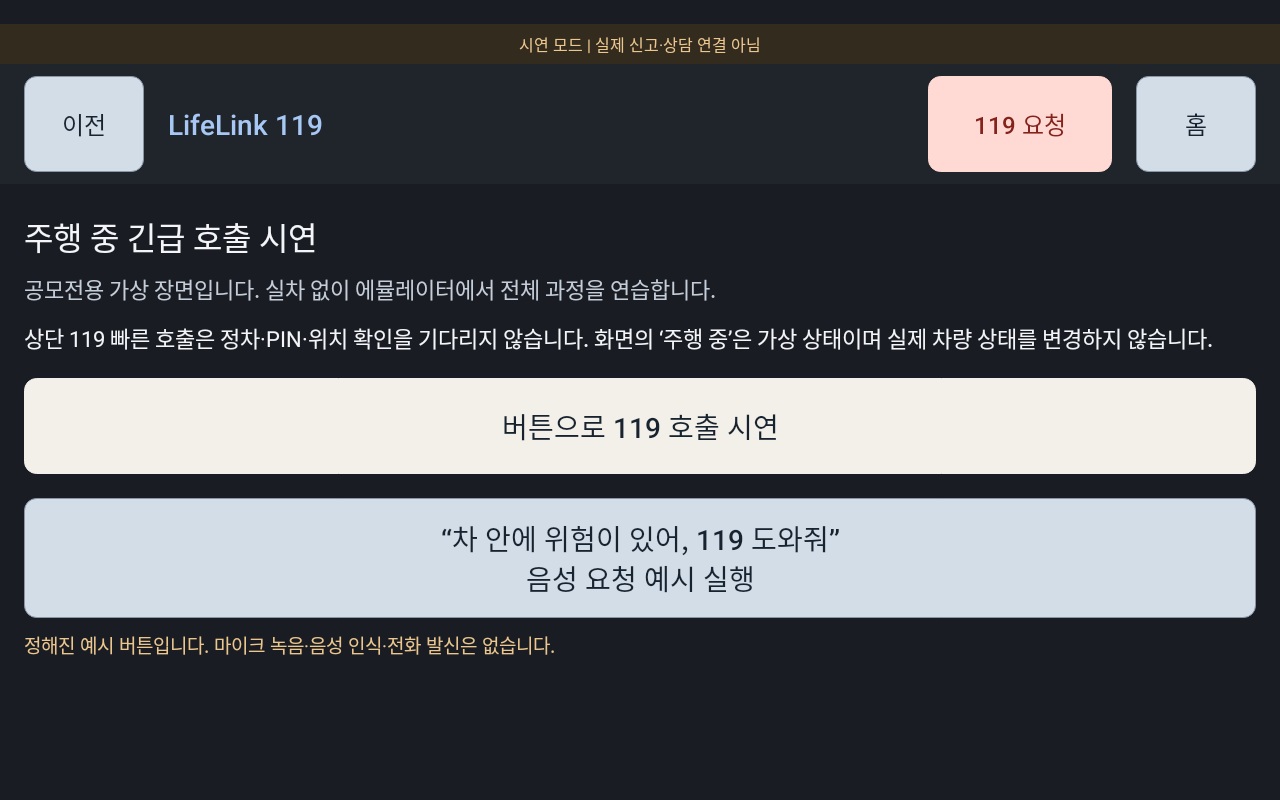 시연 모드 | 실제 신고·상담 연결 아님
이전
LifeLink 119
119 요청
홈
주행 중 긴급 호출 시연
공모전용 가상 장면입니다. 실차 없이 에뮬레이터에서 전체 과정을 연습합니다.
상단 119 빠른 호출은 정차·PIN·위치 확인을 기다리지 않습니다. 화면의 ‘주행 중’은 가상 상태이며 실제 차량 상태를 변경하지 않습니다.
버튼으로 119 호출 시연
“차 안에 위험이 있어, 119 도와줘”
음성 요청 예시 실행
정해진 예시 버튼입니다. 마이크 녹음·음성 인식·전화 발신은 없습니다.